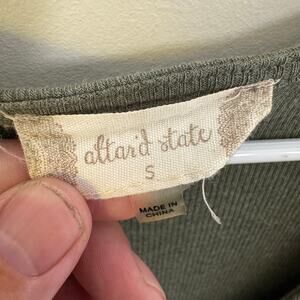 altar'd state
S
MADE IN
CHINA